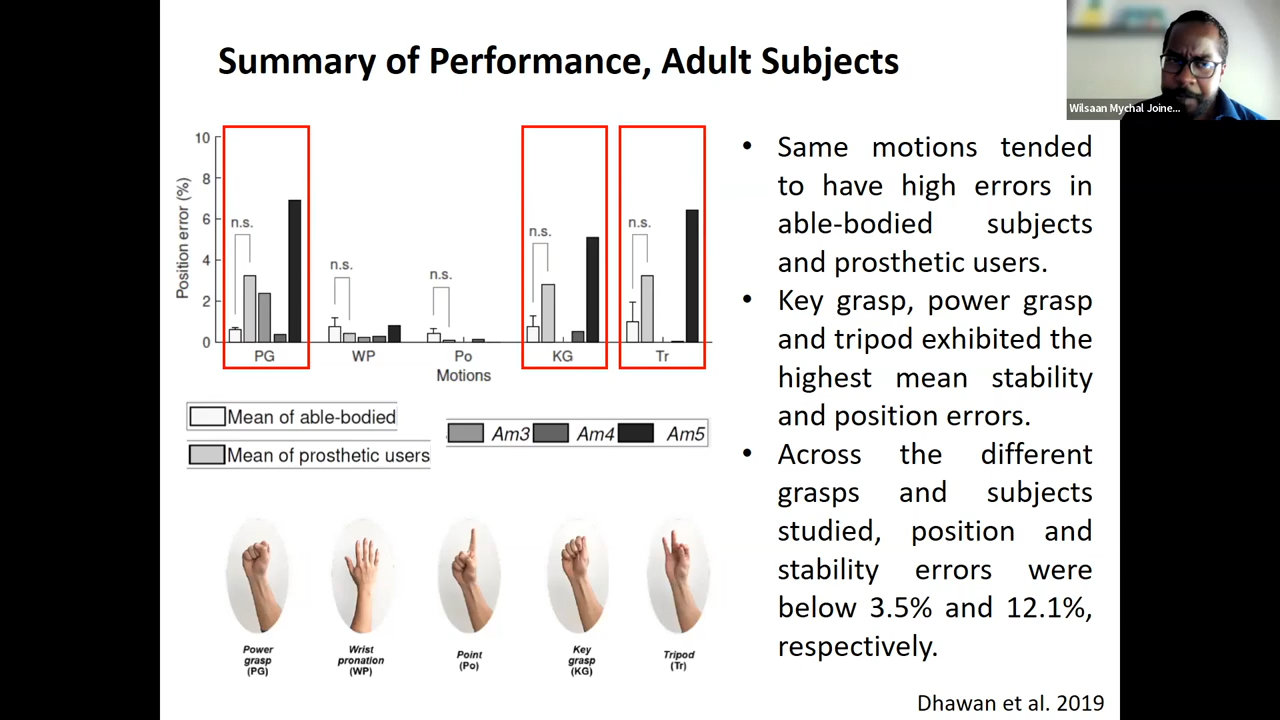 Summary of Performance, Adult Subjects
Wilsaan Mychal Joine...
Position error (%)
10
8
6
4
2
0
n.s.
n.s.
n.s.
n.s.
n.s.
PG
WP
Po
KG
Tr
Motions
Mean of able-bodied
Mean of prosthetic users
Am3
Am4
Am5
Power
grasp
(PG)
Wrist
pronation
(WP)
Point
(Po)
Key
grasp
(KG)
Tripod
(Tr)
• Same motions tended
to have high errors in
able-bodied subjects
and prosthetic users.
• Key grasp, power grasp
and tripod exhibited the
highest mean stability
and position errors.
• Across the different
grasps and subjects
studied, position and
stability errors were
below 3.5% and 12.1%,
respectively.
Dhawan et al. 2019